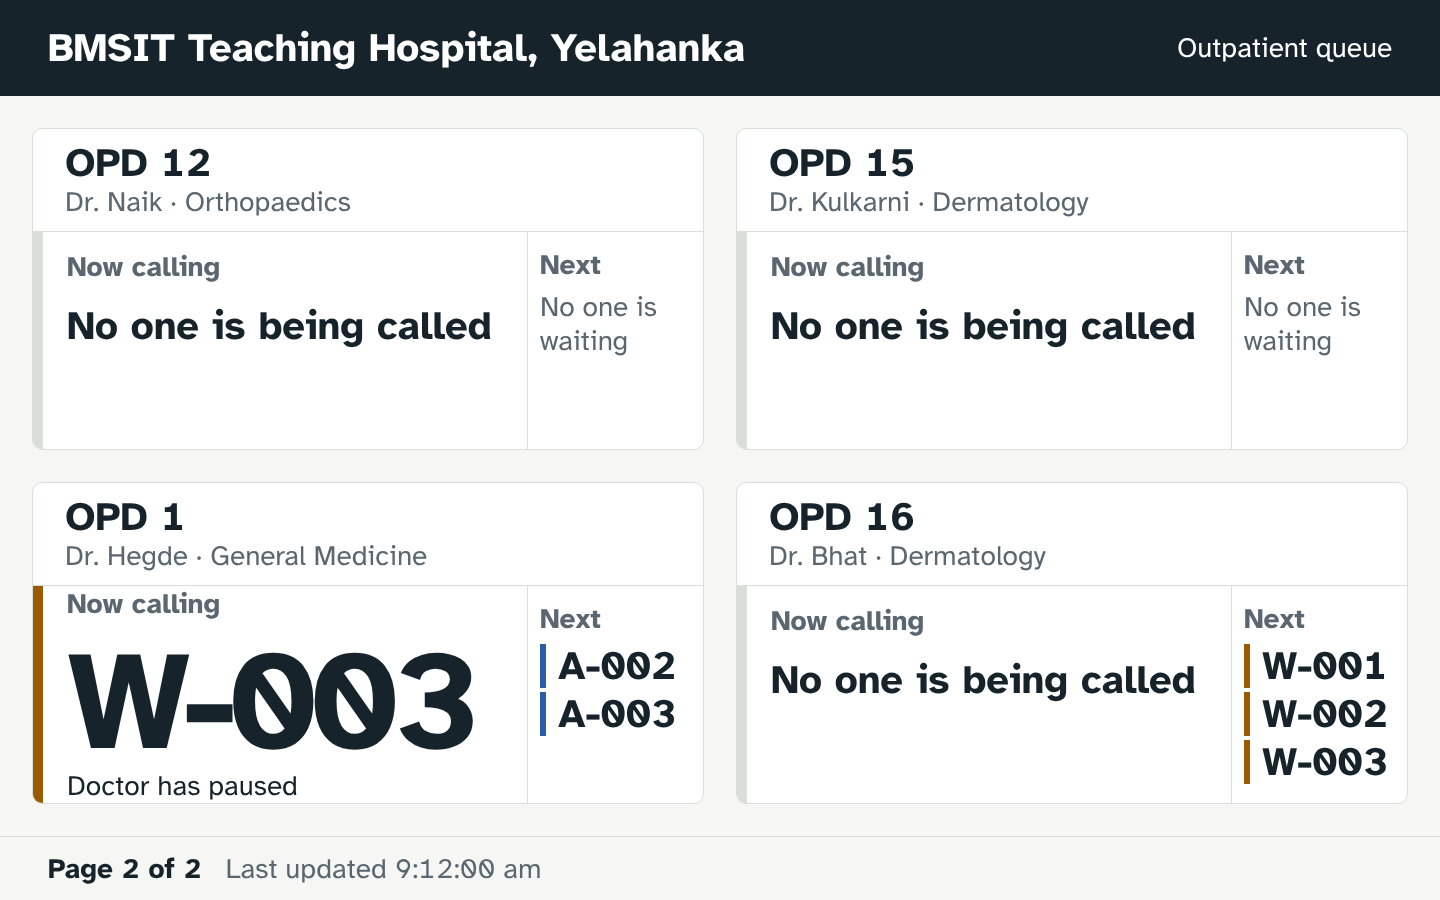 BMSIT Teaching Hospital, Yelahanka
Outpatient queue
OPD 12
Dr. Naik · Orthopaedics
Now calling
No one is being called
Next
No one is
waiting
OPD 15
Dr. Kulkarni · Dermatology
Now calling
No one is being called
Next
No one is
waiting
OPD 1
Dr. Hegde · General Medicine
Now calling
W-003
Doctor has paused
Next
A-002
A-003
OPD 16
Dr. Bhat · Dermatology
Now calling
No one is being called
Next
W-001
W-002
W-003
Page 2 of 2
Last updated 9:12:00 am